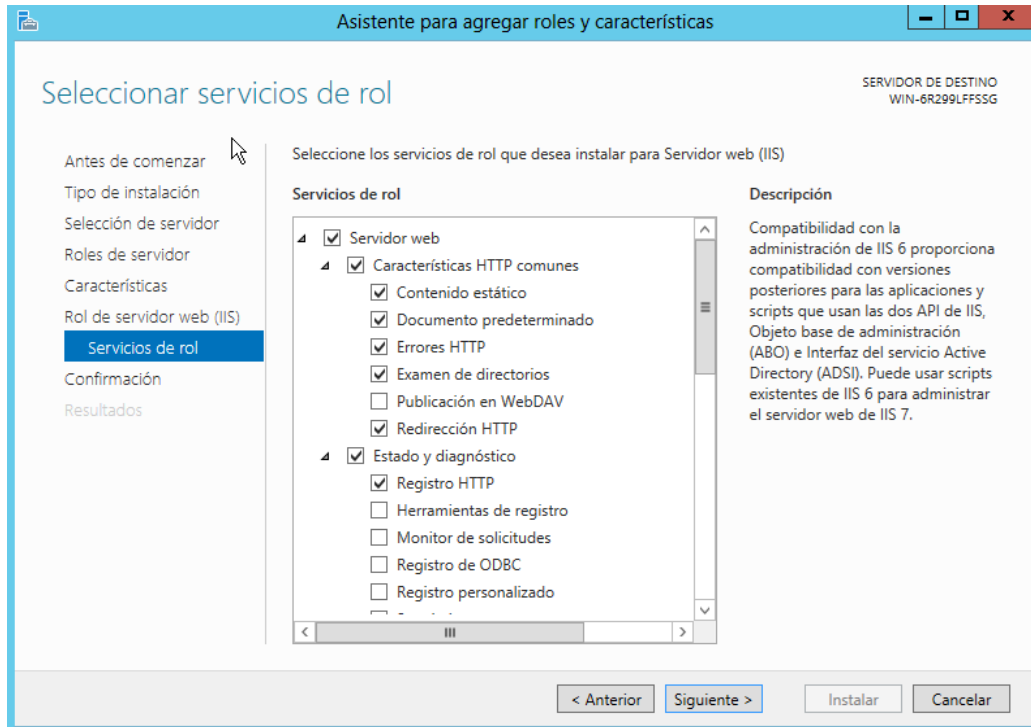 Asistente para agregar roles y características
x
Seleccionar servicios de rol
SERVIDOR DE DESTINO
WIN-6R299LFFSSG
Antes de comenzar
Tipo de instalación
Selección de servidor
Roles de servidor
Características
Rol de servidor web (IIS)
Servicios de rol
Confirmación
Resultados
Seleccione los servicios de rol que desea instalar para Servidor web (IIS)
Servicios de rol
Servidor web
Características HTTP comunes
Contenido estático
Documento predeterminado
Errores HTTP
Examen de directorios
Publicación en WebDAV
Redirección HTTP
Estado y diagnóstico
Registro HTTP
Herramientas de registro
Monitor de solicitudes
Registro de ODBC
Registro personalizado
Descripción
Compatibilidad con la
administración de IIS 6 proporciona
compatibilidad con versiones
posteriores para las aplicaciones y
scripts que usan las dos API de IIS,
Objeto base de administración
(ABO) e Interfaz del servicio Active
Directory (ADSI). Puede usar scripts
existentes de IIS 6 para administrar
el servidor web de IIS 7.
< Anterior
Siguiente >
Instalar
Cancelar